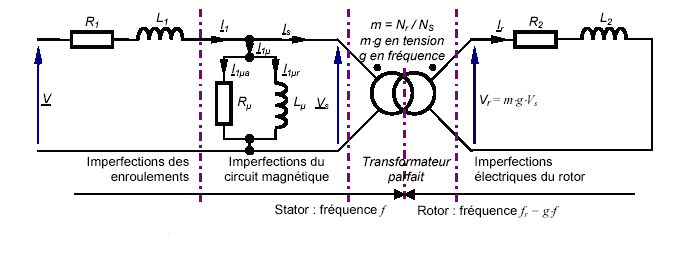 R1 L1 I1 Is
m = Nr / NS
m·g en tension
g en fréquence
Ir R2 L2
I1μ
I1μa I1μr
V Rμ Lμ Vs
Vr = m·g·Vs
Imperfections des
enroulements
Imperfections du
circuit magnétique
Transformateur
parfait
Imperfections
électriques du rotor
Stator : fréquence f
Rotor : fréquence fr = g·f